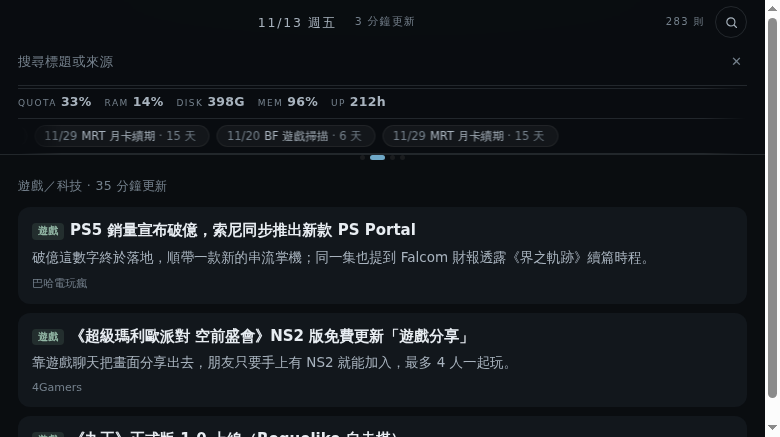 11/13 週五 3 分鐘更新 283 則
搜尋標題或來源 ✕
QUOTA 33% RAM 14% DISK 398G MEM 96% UP 212h
11/29 MRT 月卡續期 · 15 天 11/20 BF 遊戲掃描 · 6 天 11/29 MRT 月卡續期 · 15 天
遊戲／科技 · 35 分鐘更新
遊戲 PS5 銷量宣布破億，索尼同步推出新款 PS Portal
破億這數字終於落地，順帶一款新的串流掌機；同一集也提到 Falcom 財報透露《界之軌跡》續篇時程。
巴哈電玩瘋
遊戲 《超級瑪利歐派對 空前盛會》NS2 版免費更新「遊戲分享」
靠遊戲聊天把畫面分享出去，朋友只要手上有 NS2 就能加入，最多 4 人一起玩。
4Gamers